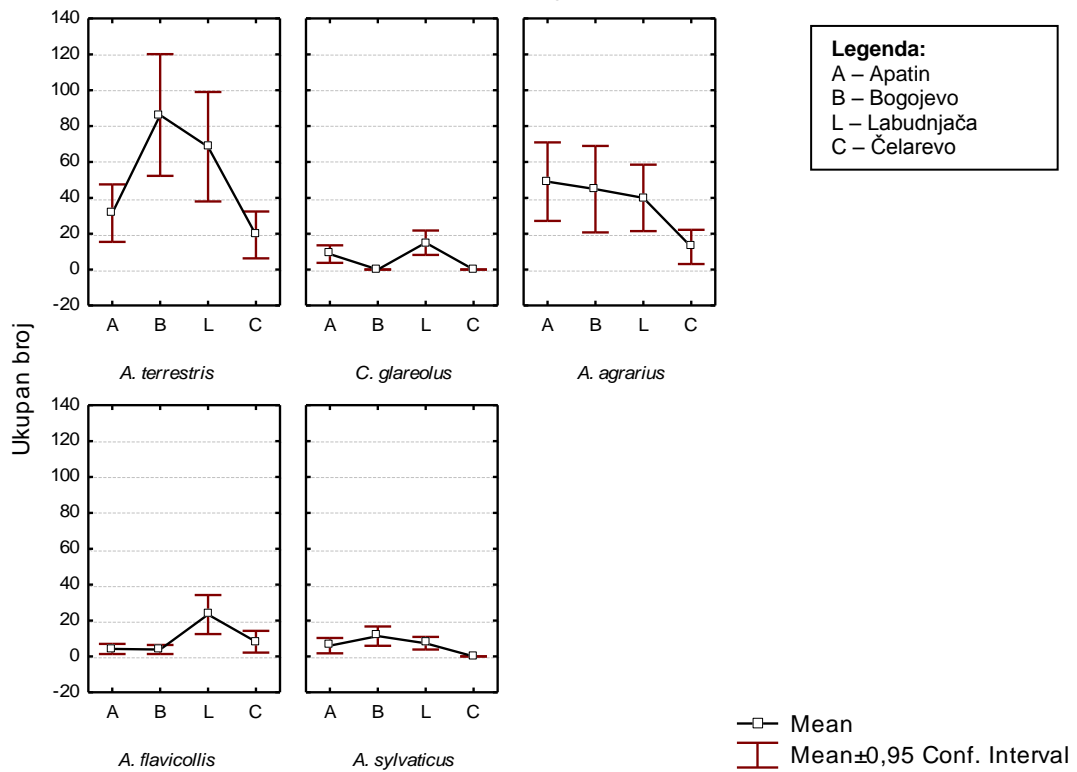 140
120
100
80
60
40
20
0
-20
A B L C
A. terrestris
A B L C
C. glareolus
A B L C
A. agrarius
Legenda:
A – Apatin
B – Bogojevo
L – Labudnjača
C – Čelarevo
Ukupan broj
140
120
100
80
60
40
20
0
-20
A B L C
A. flavicollis
A B L C
A. sylvaticus
Mean
Mean±0,95 Conf. Interval